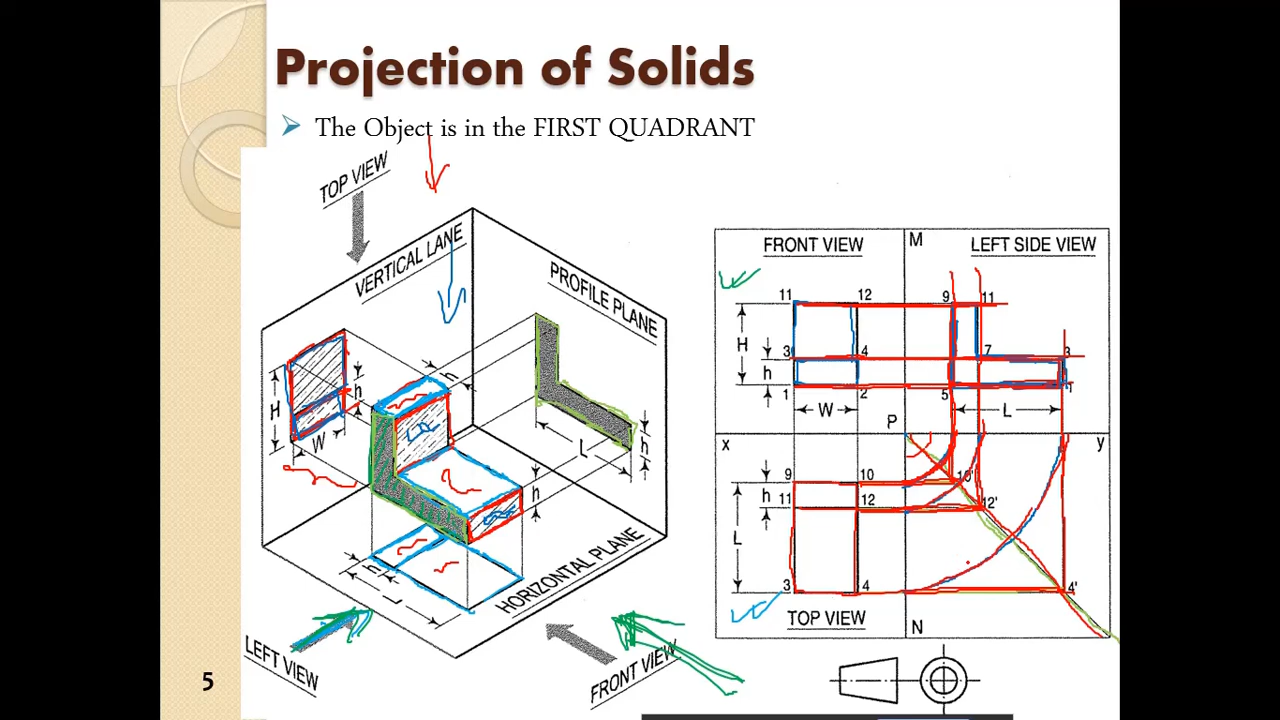 Projection of Solids
The Object is in the FIRST QUADRANT
TOP VIEW
VERTICAL LANE
PROFILE PLANE
h
h
H
W
L
h
h
h
L
HORIZONTAL PLANE
LEFT VIEW
FRONT VIEW
5
FRONT VIEW
M
LEFT SIDE VIEW
11
12
9
11
H
3
4
7
3
h
1
2
5
1
W
L
P
x
y
9
10
10'
h
11
12
12'
L
3
4
4'
TOP VIEW
N